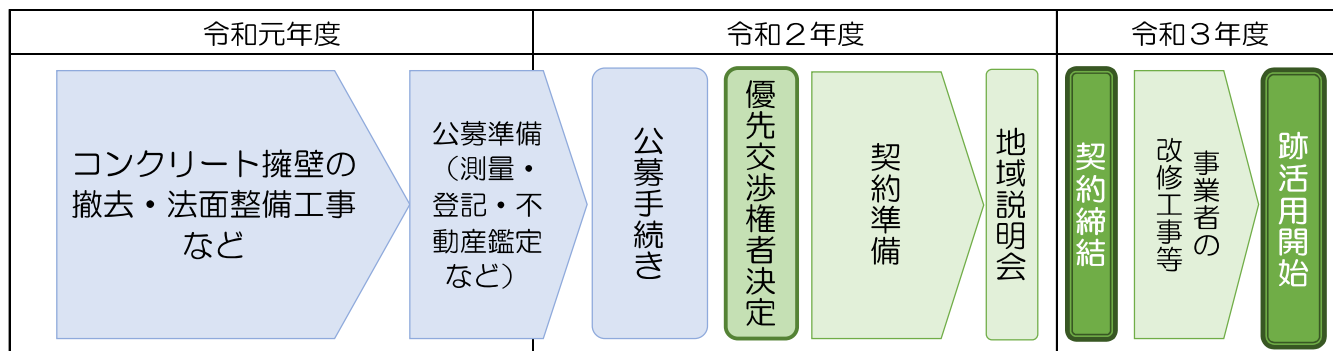 令和元年度
令和２年度
令和３年度
コンクリート擁壁の
撤去・法面整備工事
など
公募準備
（測量・
登記・不
動産鑑定
など）
公募手続き
優先交渉権者決定
契約準備
地域説明会
契約締結
事業者の
改修工事等
跡活用開始